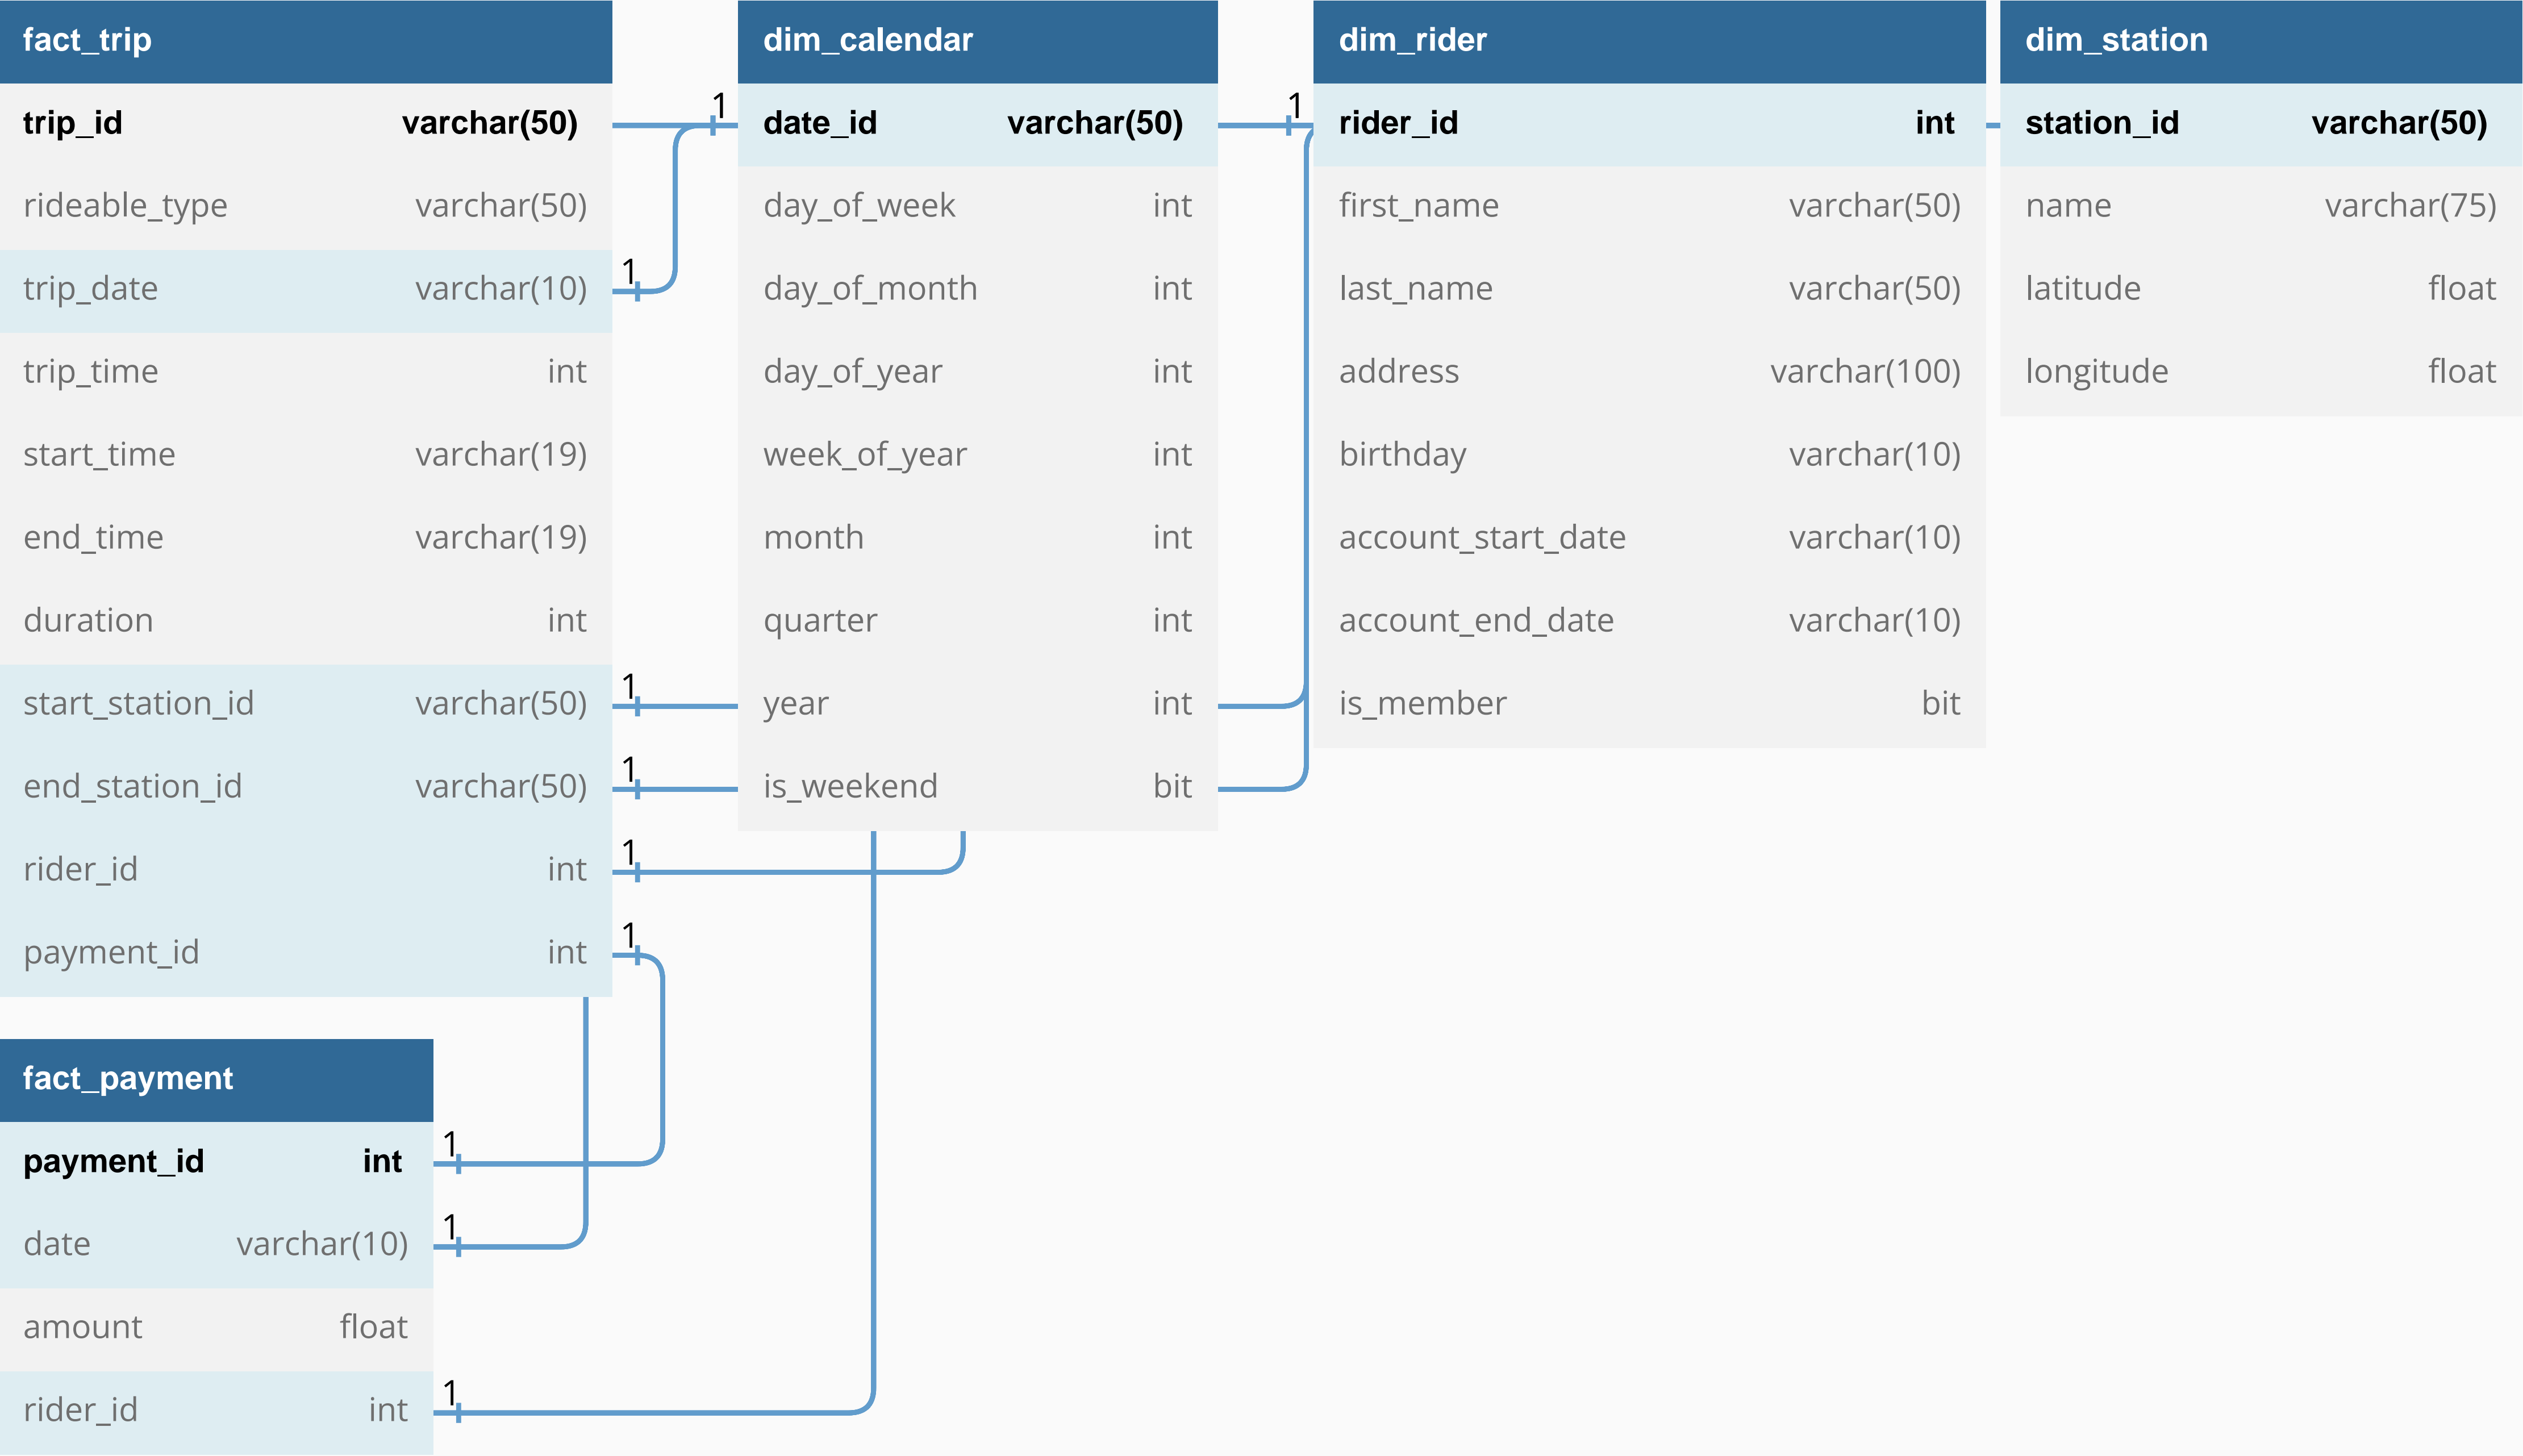 fact_trip
trip_id varchar(50)
rideable_type varchar(50)
trip_date varchar(10)
trip_time int
start_time varchar(19)
end_time varchar(19)
duration int
start_station_id varchar(50)
end_station_id varchar(50)
rider_id int
payment_id int
1
1
1
1
1
dim_calendar
1
date_id varchar(50)
day_of_week int
day_of_month int
day_of_year int
week_of_year int
month int
quarter int
year int
is_weekend bit
dim_rider
1
rider_id int
first_name varchar(50)
last_name varchar(50)
address varchar(100)
birthday varchar(10)
account_start_date varchar(10)
account_end_date varchar(10)
is_member bit
dim_station
station_id varchar(50)
name varchar(75)
latitude float
longitude float
fact_payment
payment_id int
date varchar(10)
amount float
rider_id int
1
1
1